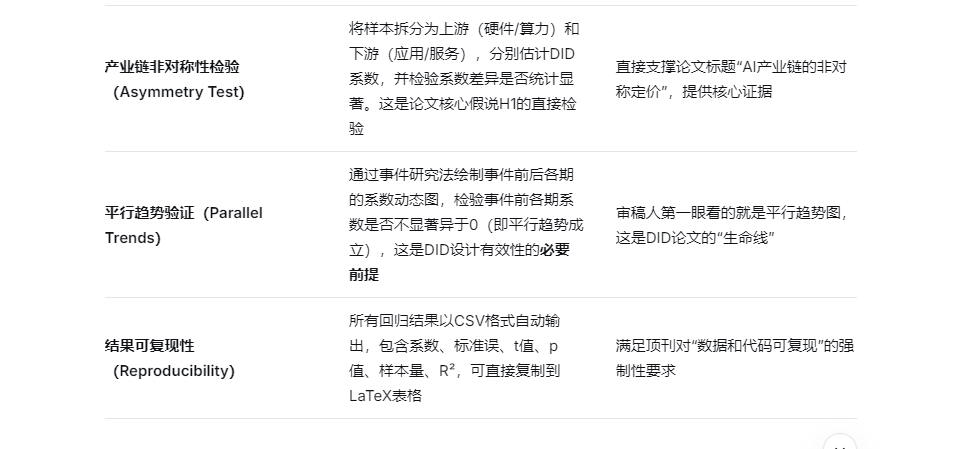 产业链非对称性检验
（Asymmetry Test）
将样本拆分为上游（硬件/算力）和
下游（应用/服务），分别估计DID
系数，并检验系数差异是否统计显
著。这是论文核心假说H1的直接检
验
直接支撑论文标题“AI产业链的非对
称定价”，提供核心证据
平行趋势验证（Parallel
Trends）
通过事件研究法绘制事件前后各期
的系数动态图，检验事件前各期系
数是否不显著异于0（即平行趋势成
立），这是DID设计有效性的必要
前提
审稿人第一眼看的就是平行趋势图，
这是DID论文的“生命线”
结果可复现性
（Reproducibility）
所有回归结果以CSV格式自动输
出，包含系数、标准误、t值、p
值、样本量、R²，可直接复制到
LaTeX表格
满足顶刊对“数据和代码可复现”的强
制性要求